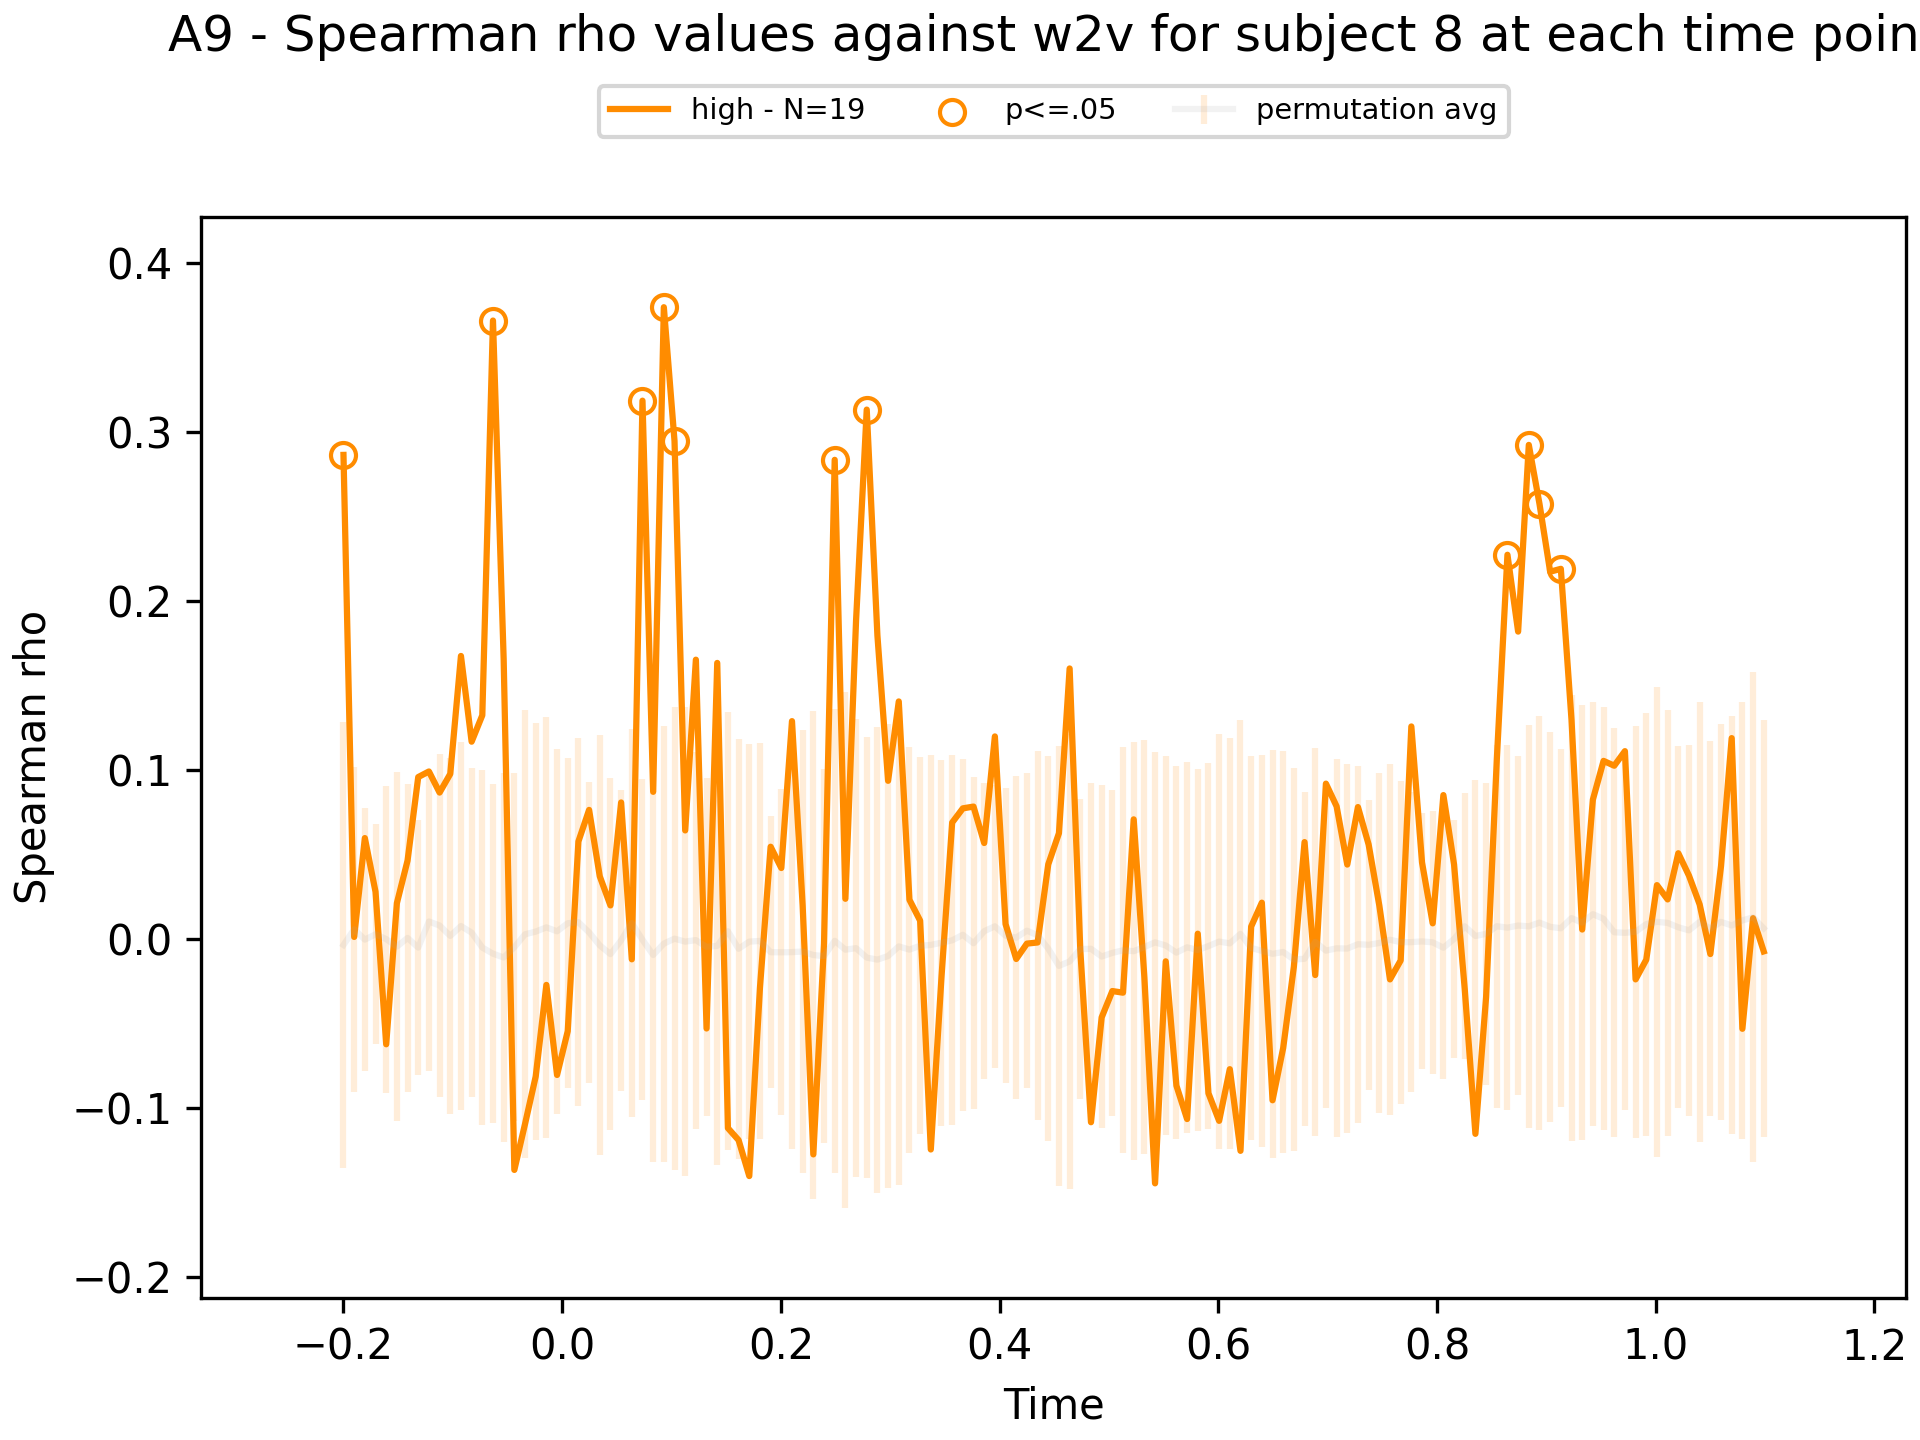 A9 - Spearman rho values against w2v for subject 8 at each time poin
high - N=19 p<=.05 permutation avg
0.4
0.3
0.2
0.1
0.0
−0.1
−0.2
Spearman rho
−0.2 0.0 0.2 0.4 0.6 0.8 1.0 1.2
Time